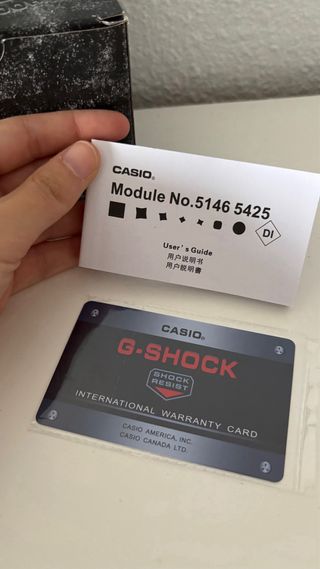 CASIO®
Module No.5146 5425
DI
User's Guide
用户说明书
用戶說明書
CASIO®
G-SHOCK
SHOCK
RESIST
INTERNATIONAL WARRANTY CARD
CASIO AMERICA, INC.
CASIO CANADA LTD.